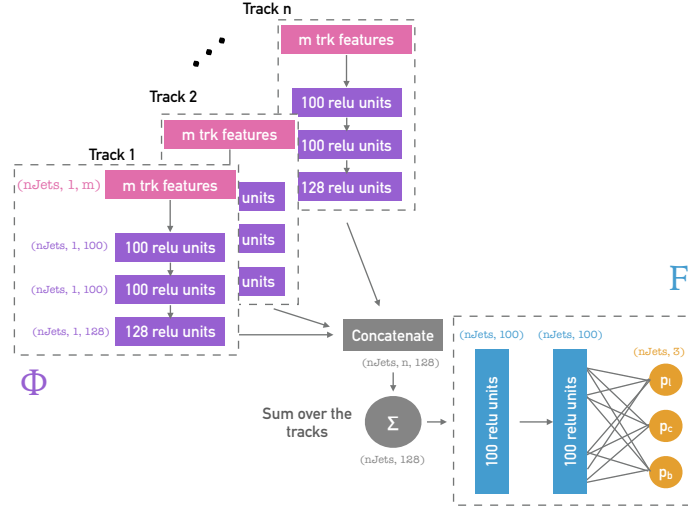 Track n
m trk features
100 relu units
100 relu units
128 relu units
Track 2
m trk features
units
units
units
Track 1
(nJets, 1, m)
m trk features
(nJets, 1, 100)
100 relu units
(nJets, 1, 100)
100 relu units
(nJets, 1, 128)
128 relu units
Φ
Concatenate
(nJets, n, 128)
Sum over the
tracks
Σ
(nJets, 128)
F
(nJets, 100)
(nJets, 100)
(nJets, 3)
100 relu units
100 relu units
pl
pc
pb